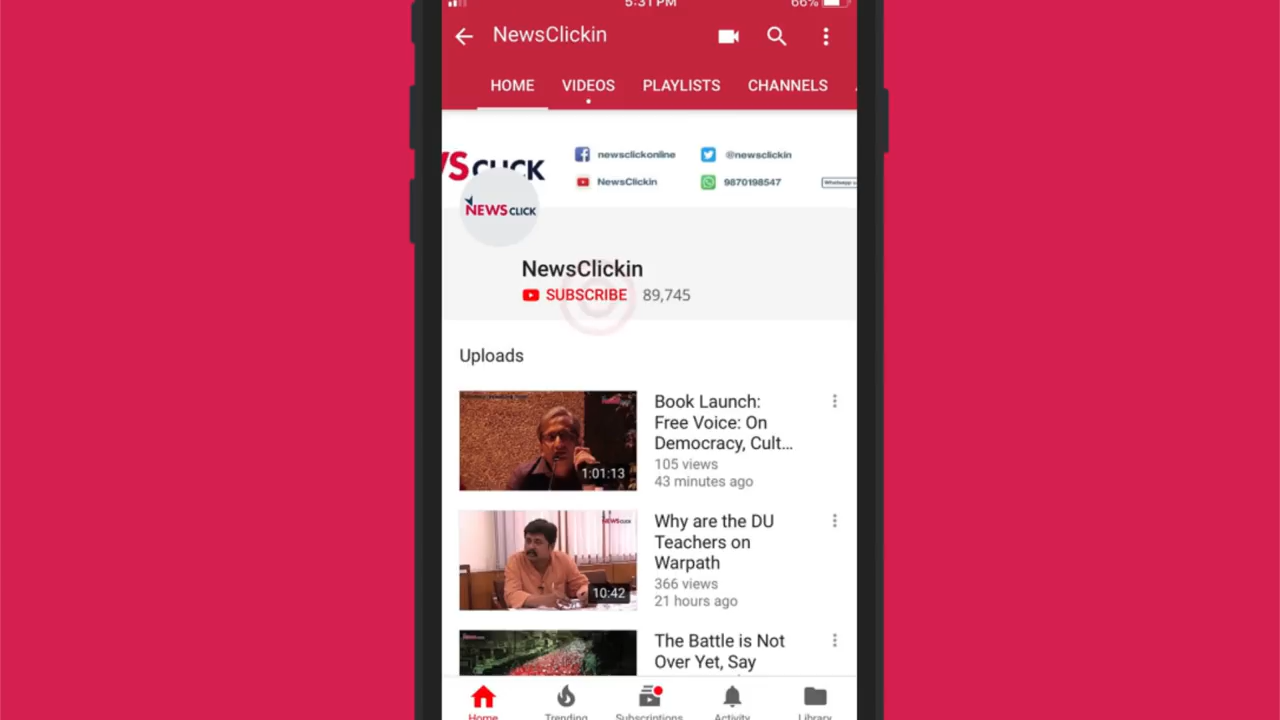 5:31 PM
66%
NewsClickin
HOME VIDEOS PLAYLISTS CHANNELS
CLICK
newsclickonline @newsclickin
NewsClickin 9870198547
NEWSCLICK
NewsClickin
SUBSCRIBE 89,745
Uploads
Book Launch:
Free Voice: On
Democracy, Cult...
105 views
43 minutes ago
1:01:13
Why are the DU
Teachers on
Warpath
366 views
21 hours ago
NEWSCLICK
10:42
The Battle is Not
Over Yet, Say
Home Trending Subscriptions Activity Library